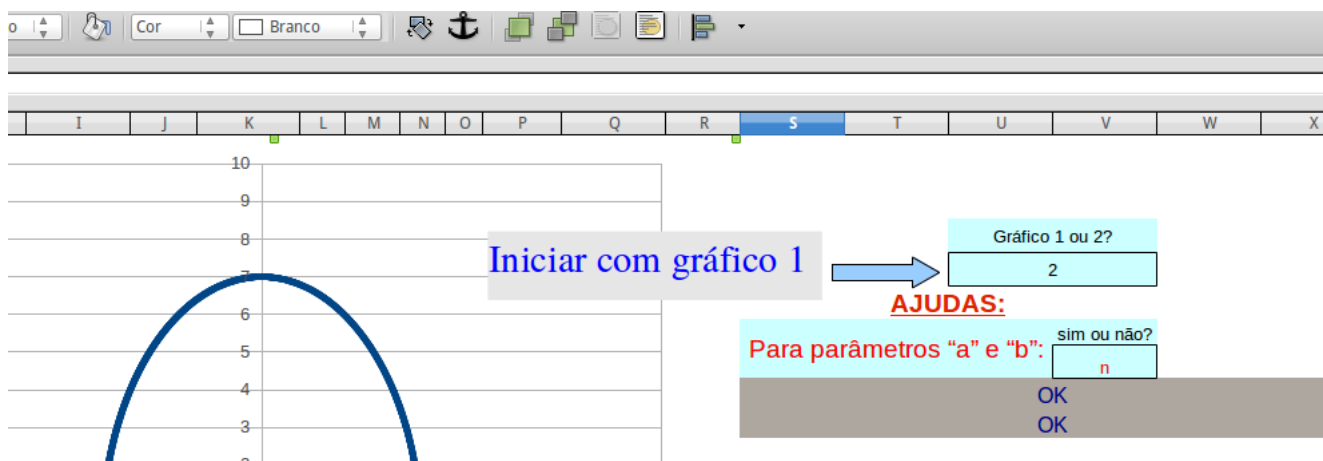 o Cor Branco
I J K L M N O P Q R S T U V W X
10
9
8
7
6
5
4
3
Iniciar com gráfico 1
Gráfico 1 ou 2?
2
AJUDAS:
Para parâmetros “a” e “b”:
sim ou não?
n
OK
OK